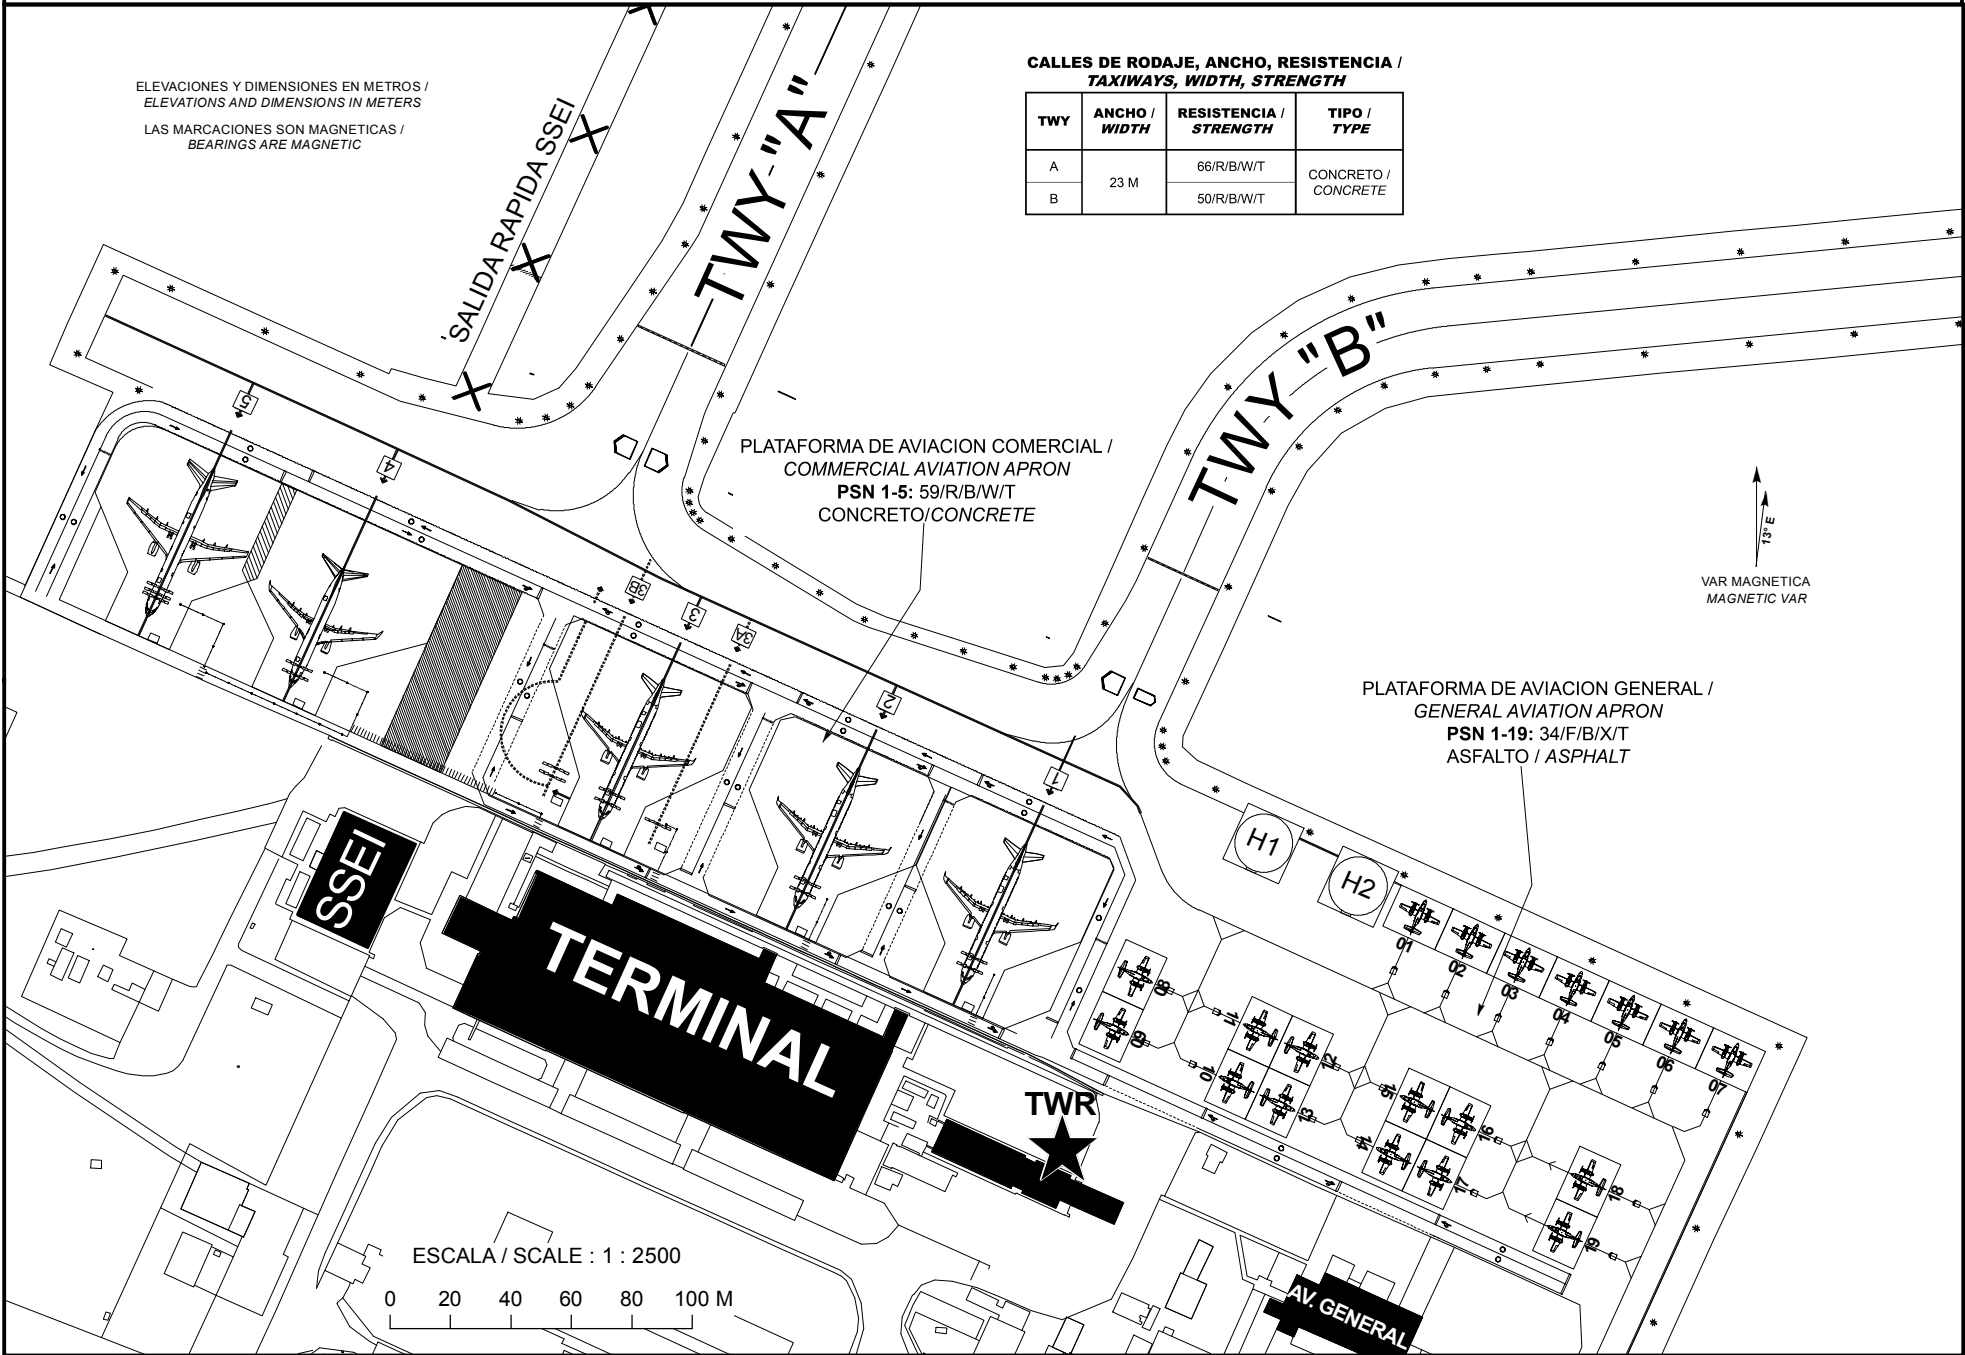 ELEVACIONES Y DIMENSIONES EN METROS /
ELEVATIONS AND DIMENSIONS IN METERS
LAS MARCACIONES SON MAGNETICAS /
BEARINGS ARE MAGNETIC
SALIDA RAPIDA SSEI
TWY "A"
CALLES DE RODAJE, ANCHO, RESISTENCIA /
TAXIWAYS, WIDTH, STRENGTH
TWY
ANCHO /
WIDTH
RESISTENCIA /
STRENGTH
TIPO /
TYPE
A
23 M
66/R/B/W/T
CONCRETO /
CONCRETE
B
50/R/B/W/T
TWY "B"
PLATAFORMA DE AVIACION COMERCIAL /
COMMERCIAL AVIATION APRON
PSN 1-5: 59/R/B/W/T
CONCRETO/CONCRETE
13° E
VAR MAGNETICA
MAGNETIC VAR
PLATAFORMA DE AVIACION GENERAL /
GENERAL AVIATION APRON
PSN 1-19: 34/F/B/X/T
ASFALTO / ASPHALT
5
4
3B
3
3A
2
1
H1
H2
01
02
03
04
05
06
07
08
09
11
10
12
13
15
14
16
17
18
19
SSEI
TERMINAL
TWR
AV. GENERAL
ESCALA / SCALE : 1 : 2500
0 20 40 60 80 100 M